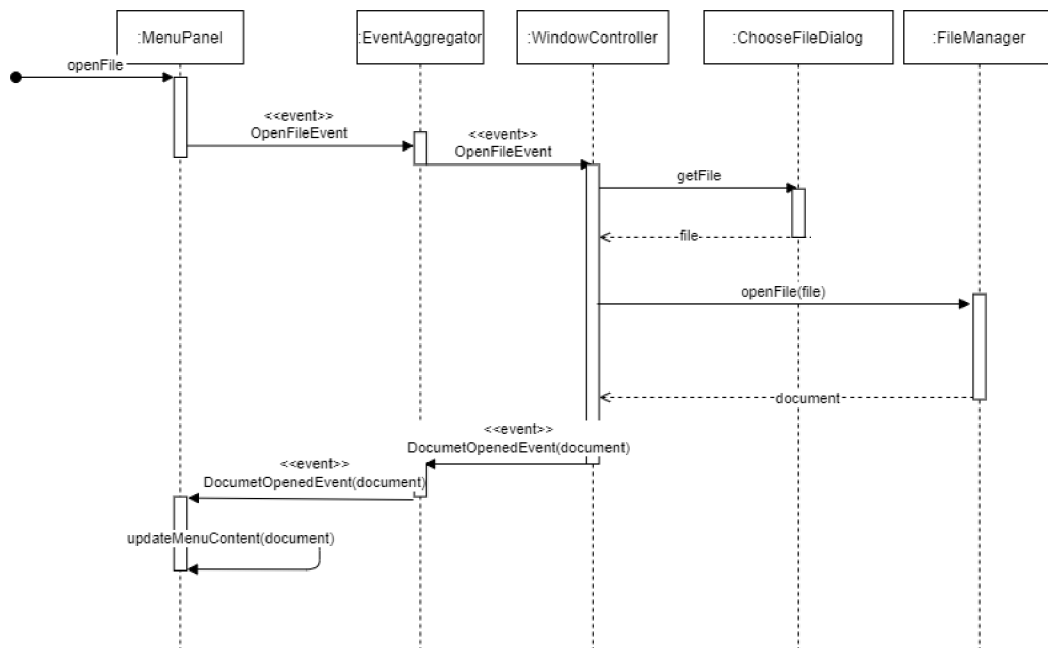 :MenuPanel
:EventAggregator
:WindowController
:ChooseFileDialog
:FileManager
openFile
<<event>>
OpenFileEvent
<<event>>
OpenFileEvent
getFile
file
openFile(file)
document
<<event>>
DocumetOpenedEvent(document)
<<event>>
DocumetOpenedEvent(document)
updateMenuContent(document)